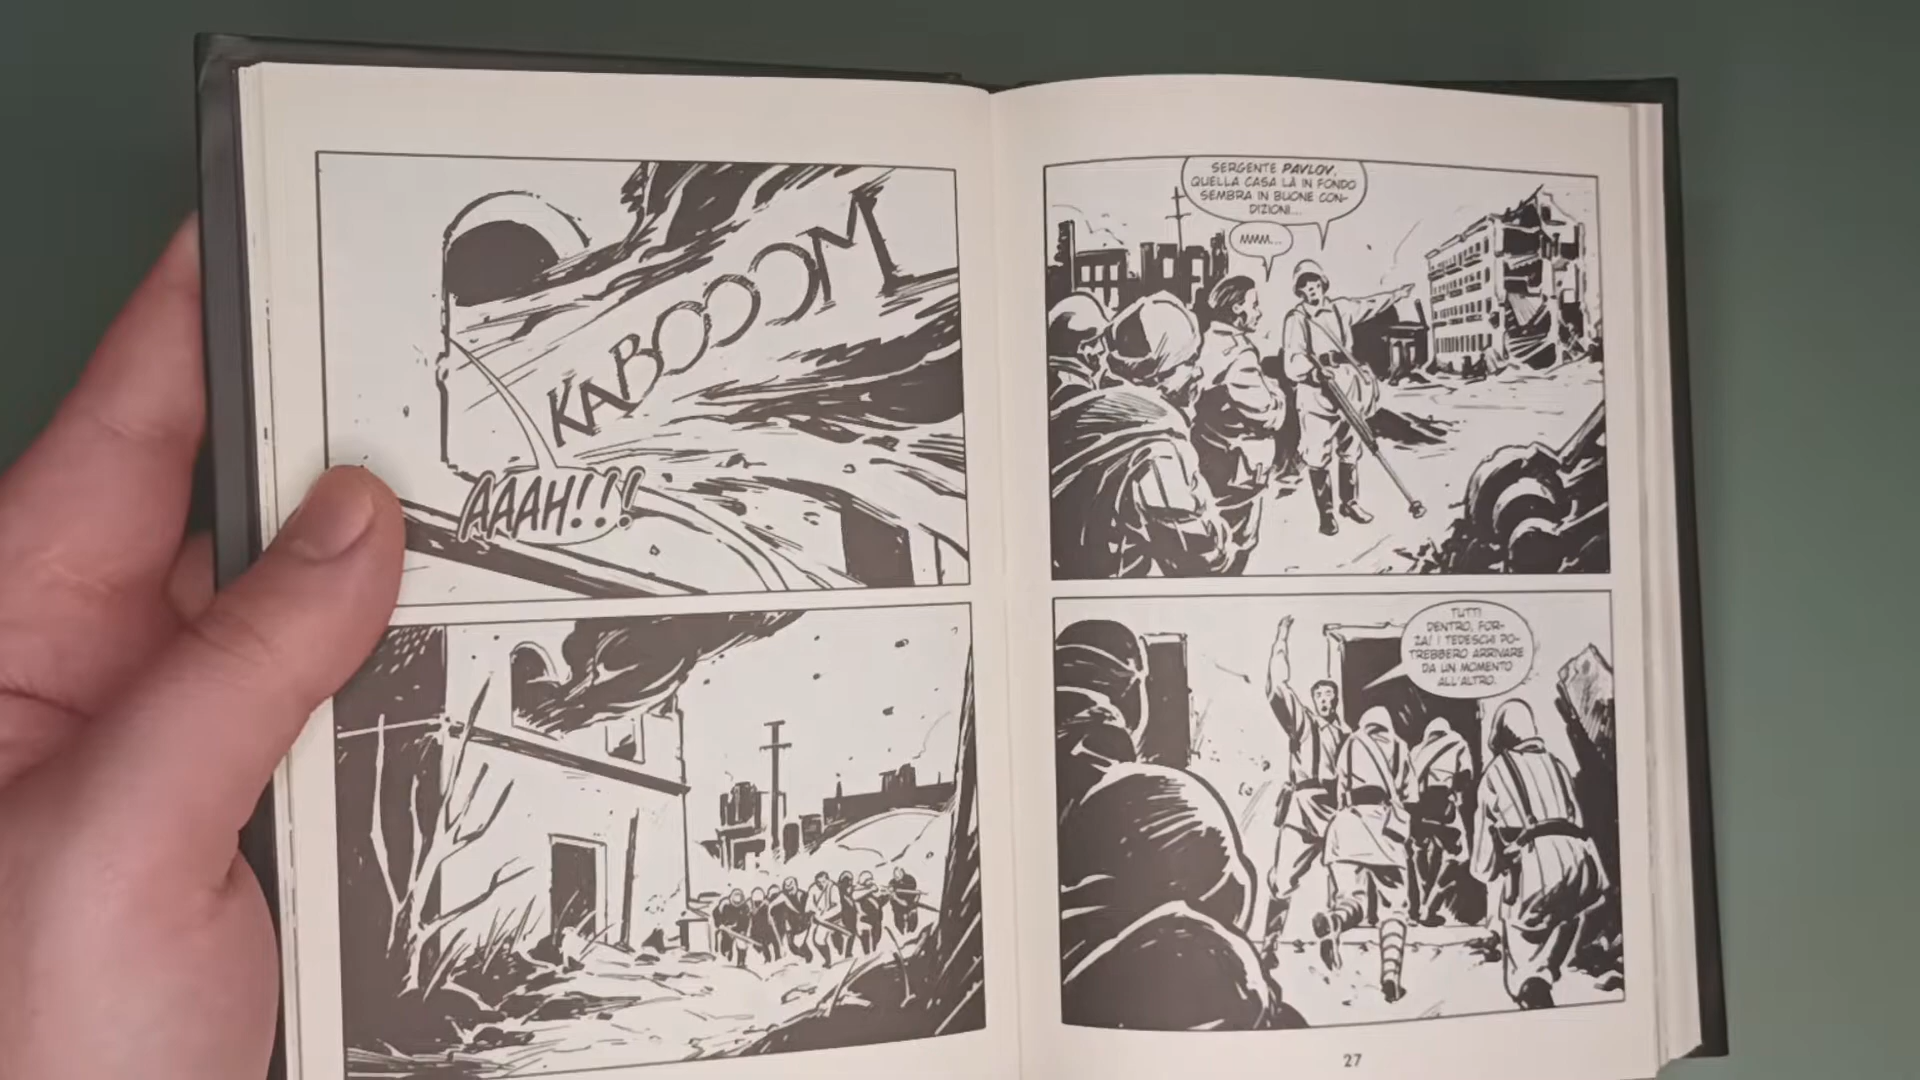 KABOOOOM
AAAH!!!
SERGENTE PAVLOV,
QUELLA CASA LÀ IN FONDO
SEMBRA IN BUONE CON-
DIZIONI...
MMM...
TUTTI
DENTRO, FOR-
ZA! I TEDESCHI PO-
TREBBERO ARRIVARE
DA UN MOMENTO
ALL'ALTRO.
27